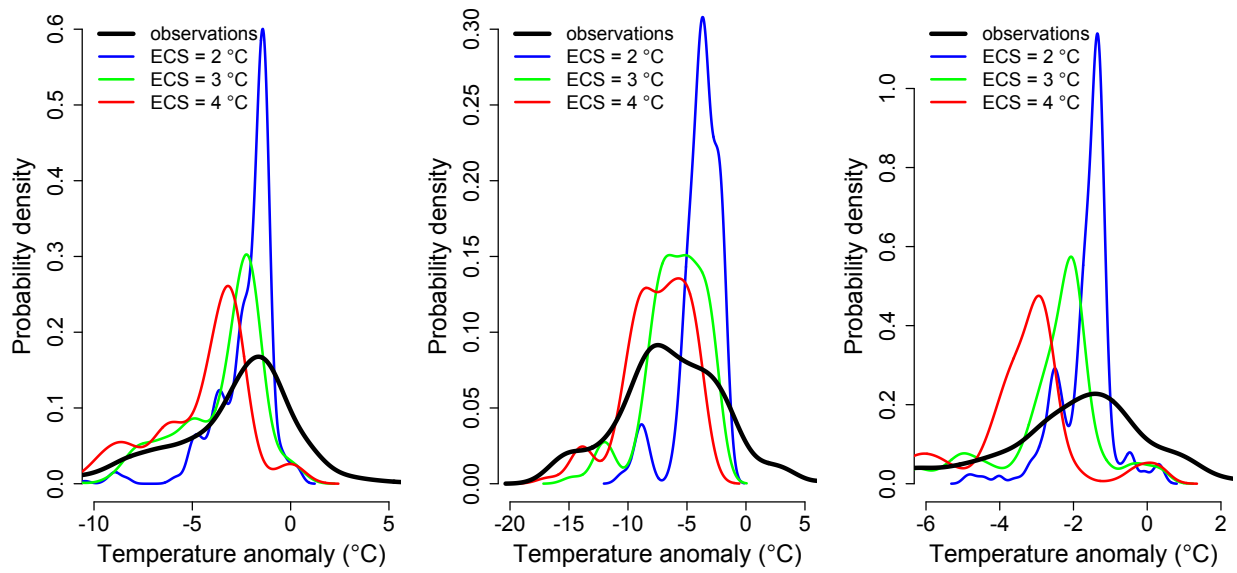 Probability density
0.0 0.1 0.2 0.3 0.4 0.5 0.6
observations
ECS = 2 °C
ECS = 3 °C
ECS = 4 °C
-10 -5 0 5
Temperature anomaly (°C)
Probability density
0.00 0.05 0.10 0.15 0.20 0.25 0.30
observations
ECS = 2 °C
ECS = 3 °C
ECS = 4 °C
-20 -15 -10 -5 0 5
Temperature anomaly (°C)
Probability density
0.0 0.2 0.4 0.6 0.8 1.0
observations
ECS = 2 °C
ECS = 3 °C
ECS = 4 °C
-6 -4 -2 0 2
Temperature anomaly (°C)